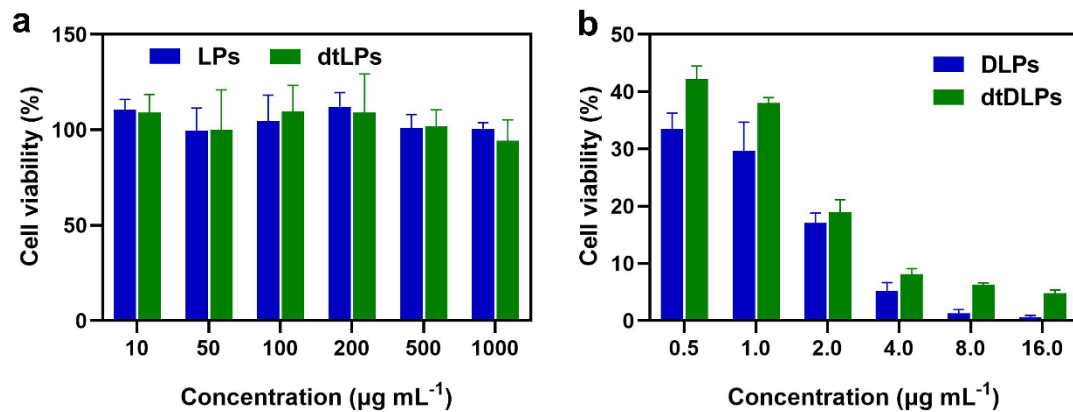 a
LPs
dtLPs
Cell viability (%)
150
100
50
0
10 50 100 200 500 1000
Concentration (µg mL⁻¹)
b
DLPs
dtDLPs
Cell viability (%)
50
40
30
20
10
0
0.5 1.0 2.0 4.0 8.0 16.0
Concentration (µg mL⁻¹)